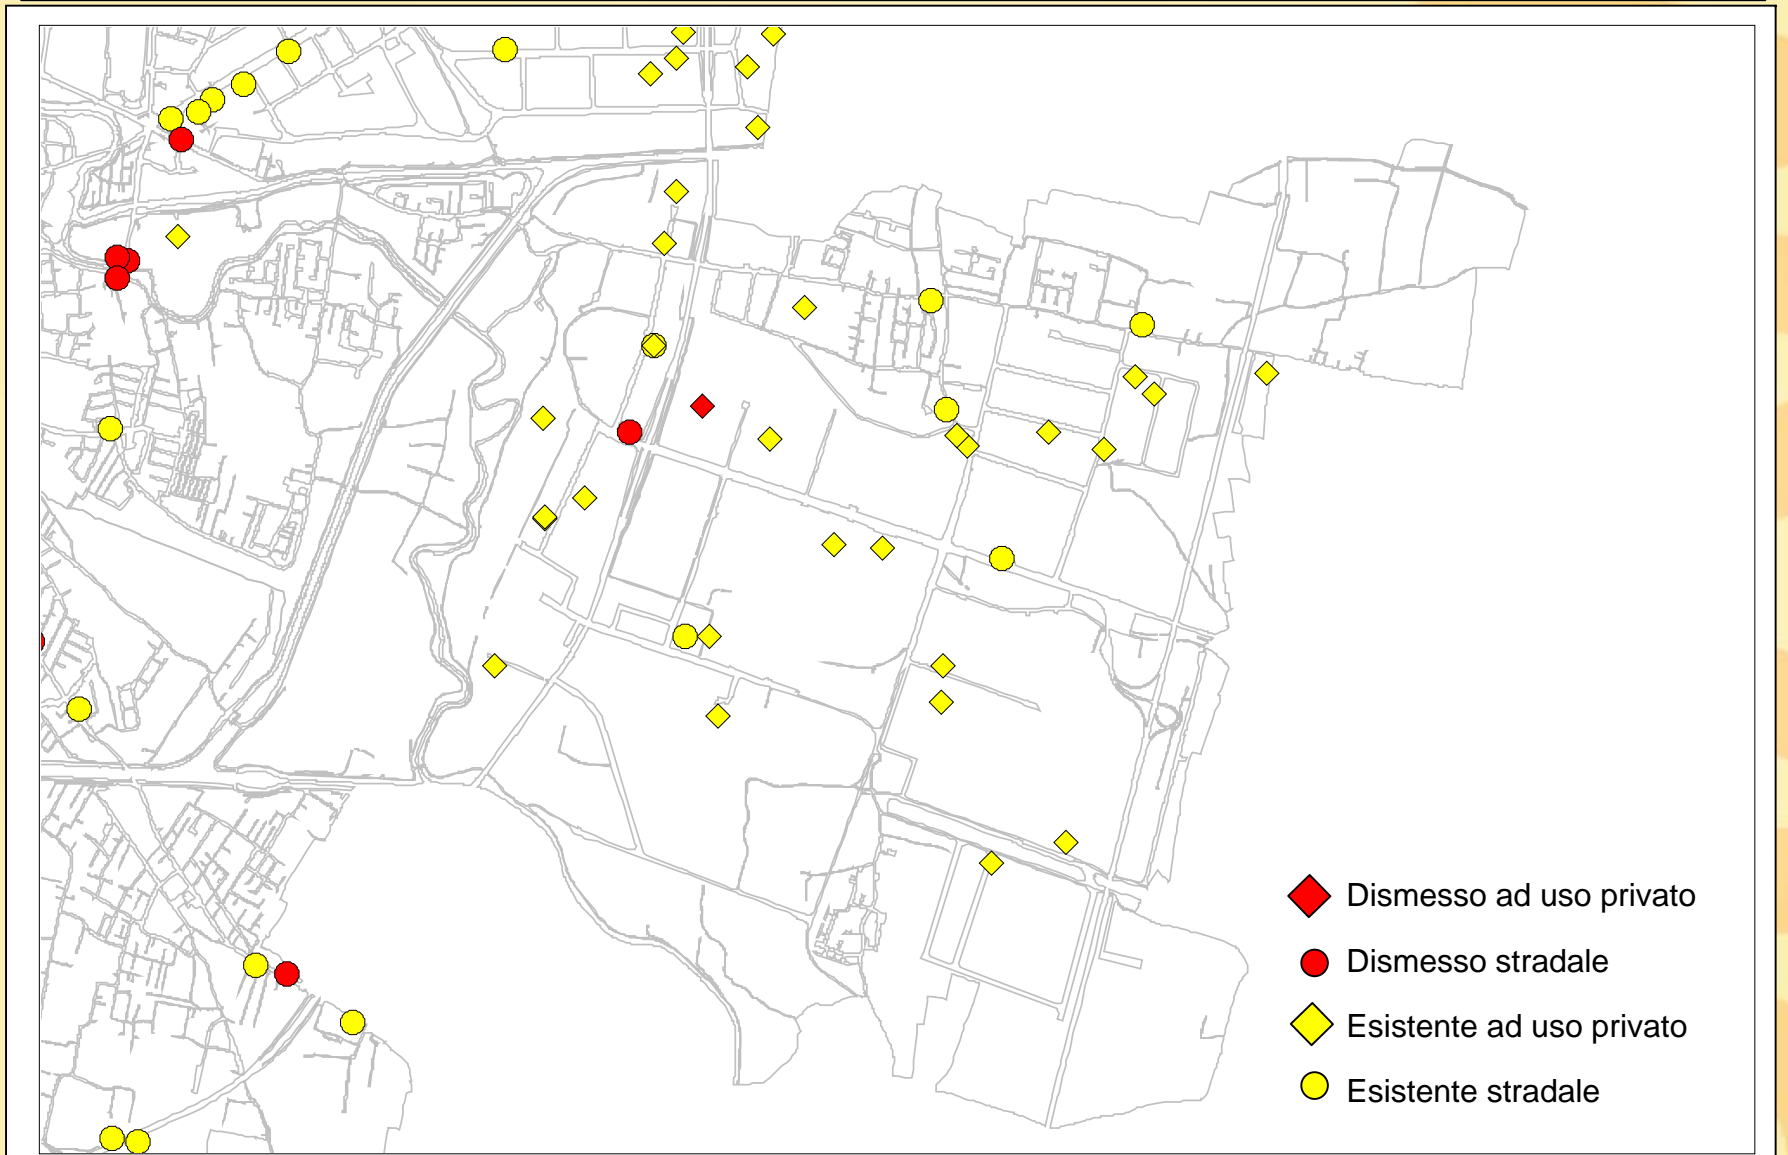 Dismesso ad uso privato
Dismesso stradale
Esistente ad uso privato
Esistente stradale